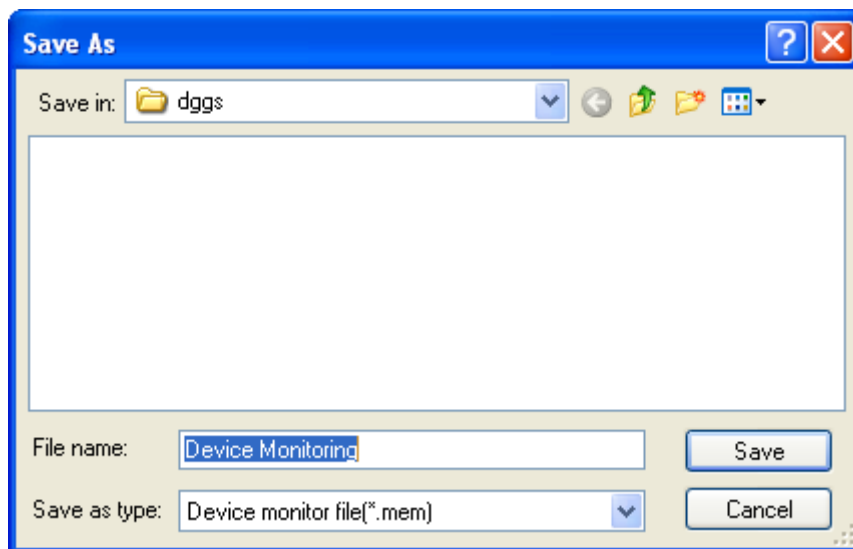 Save As
Save in: dggs
File name: Device Monitoring Save
Save as type: Device monitor file(*.mem) Cancel